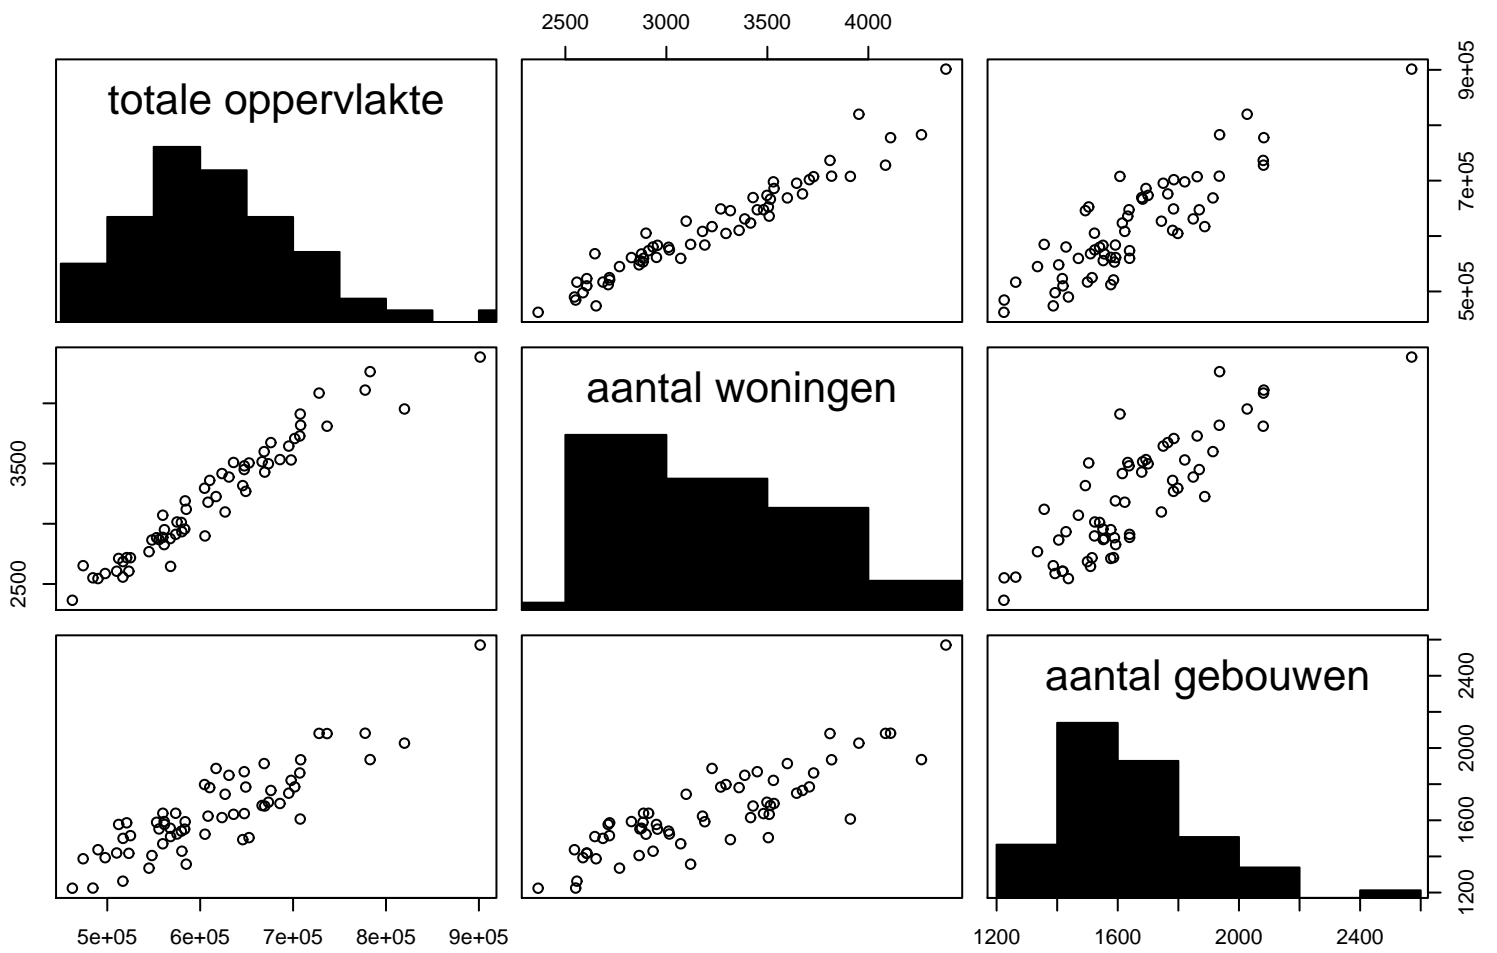 2500 3000 3500 4000
totale oppervlakte
5e+05 7e+05 9e+05
aantal woningen
2500 3500
aantal gebouwen
1200 1600 2000 2400
5e+05 6e+05 7e+05 8e+05 9e+05
1200 1600 2000 2400